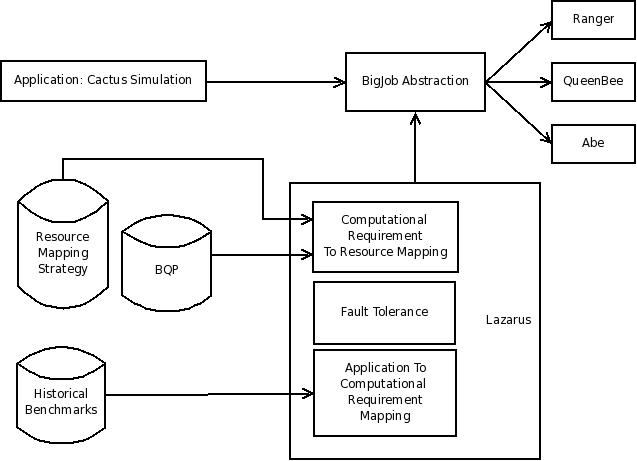 Ranger
Application: Cactus Simulation
BigJob Abstraction
QueenBee
Abe
Resource
Mapping
Strategy
BQP
Computational
Requirement
To Resource Mapping
Fault Tolerance
Lazarus
Historical
Benchmarks
Application To
Computational
Requirement
Mapping